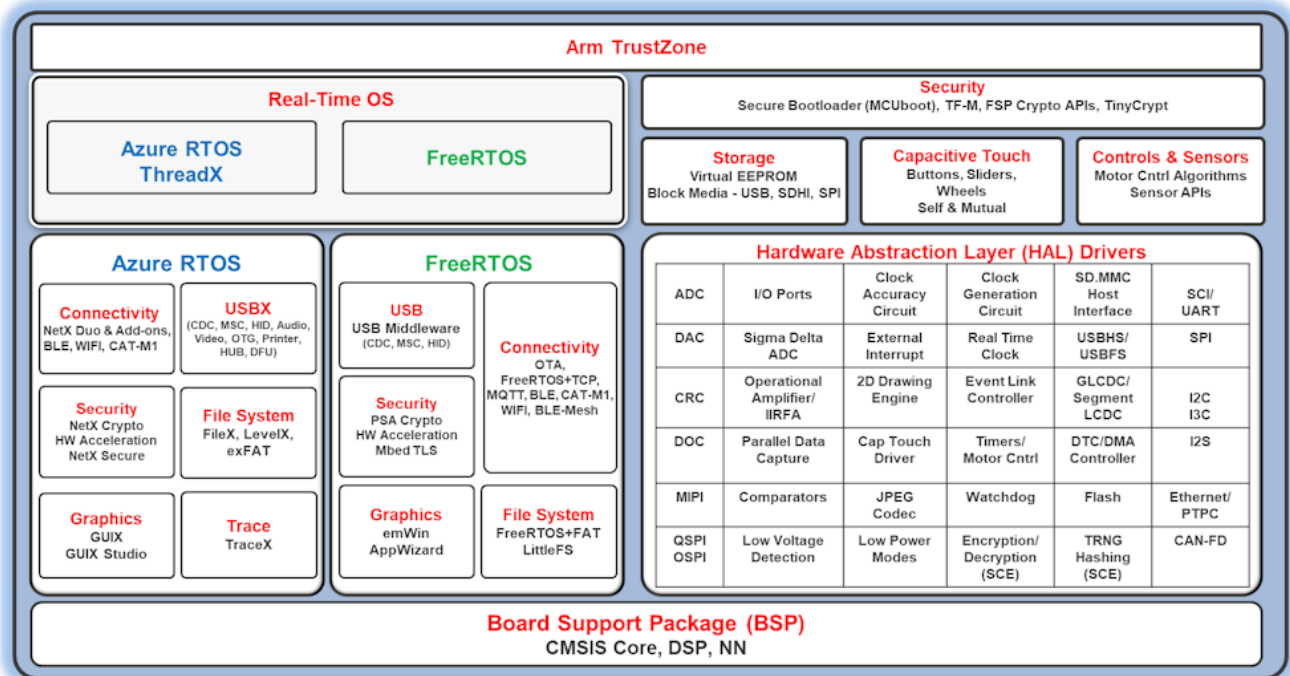 Arm TrustZone
Real-Time OS
Azure RTOS
ThreadX
FreeRTOS
Security
Secure Bootloader (MCUboot), TF-M, FSP Crypto APIs, TinyCrypt
Storage
Virtual EEPROM
Block Media - USB, SDHI, SPI
Capacitive Touch
Buttons, Sliders,
Wheels
Self & Mutual
Controls & Sensors
Motor Cntrl Algorithms
Sensor APIs
Azure RTOS
Connectivity
NetX Duo & Add-ons,
BLE, WIFI, CAT-M1
USBX
(CDC, MSC, HID, Audio,
Video, OTG, Printer,
HUB, DFU)
Security
NetX Crypto
HW Acceleration
NetX Secure
File System
FileX, LevelX,
exFAT
Graphics
GUIX
GUIX Studio
Trace
TraceX
FreeRTOS
USB
USB Middleware
(CDC, MSC, HID)
Connectivity
OTA,
FreeRTOS+TCP,
MQTT, BLE, CAT-M1,
WIFI, BLE-Mesh
Security
PSA Crypto
HW Acceleration
Mbed TLS
Graphics
emWin
AppWizard
File System
FreeRTOS+FAT
LittleFS
Hardware Abstraction Layer (HAL) Drivers
ADC
I/O Ports
Clock
Accuracy
Circuit
Clock
Generation
Circuit
SD.MMC
Host
Interface
SCI/
UART
DAC
Sigma Delta
ADC
External
Interrupt
Real Time
Clock
USBHS/
USBFS
SPI
CRC
Operational
Amplifier/
IIRFA
2D Drawing
Engine
Event Link
Controller
GLCDC/
Segment
LCDC
I2C
I3C
DOC
Parallel Data
Capture
Cap Touch
Driver
Timers/
Motor Cntrl
DTC/DMA
Controller
I2S
MIPI
Comparators
JPEG
Codec
Watchdog
Flash
Ethernet/
PTPC
QSPI
OSPI
Low Voltage
Detection
Low Power
Modes
Encryption/
Decryption
(SCE)
TRNG
Hashing
(SCE)
CAN-FD
Board Support Package (BSP)
CMSIS Core, DSP, NN